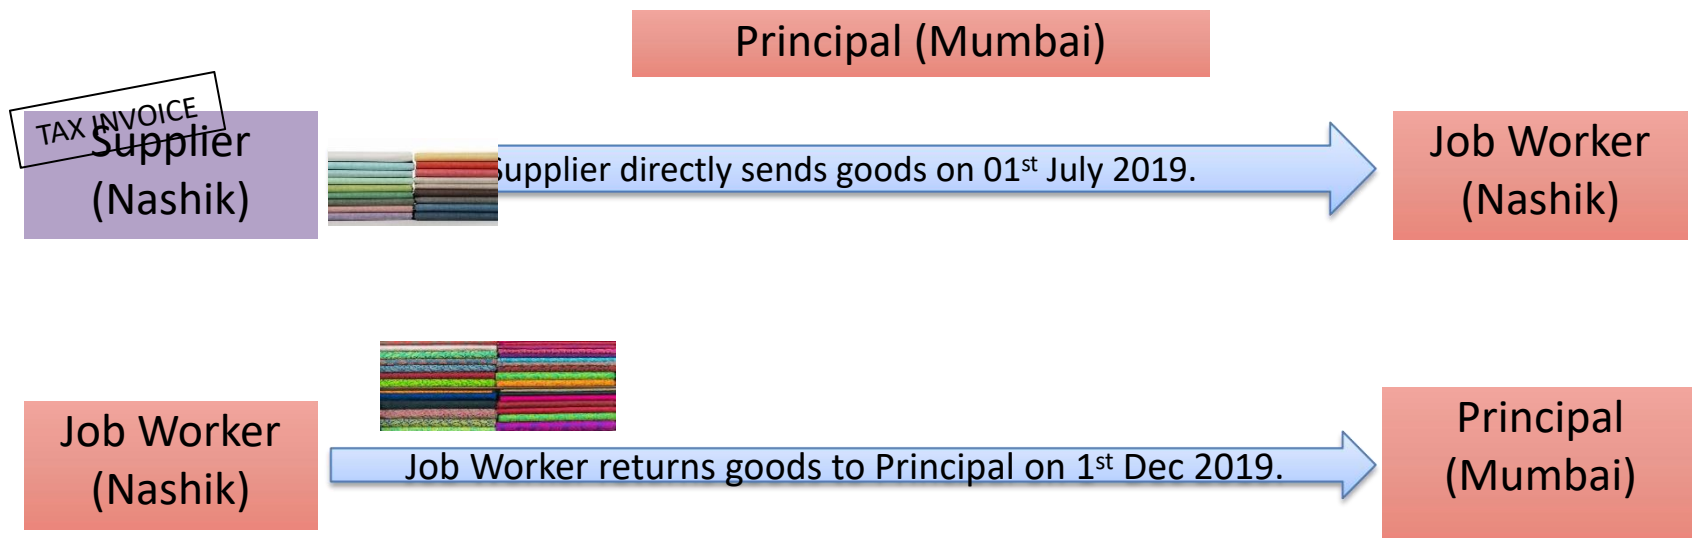 Principal (Mumbai)
TAX INVOICE
Supplier
(Nashik)
Supplier directly sends goods on 01st July 2019.
Job Worker
(Nashik)
Job Worker
(Nashik)
Job Worker returns goods to Principal on 1st Dec 2019.
Principal
(Mumbai)